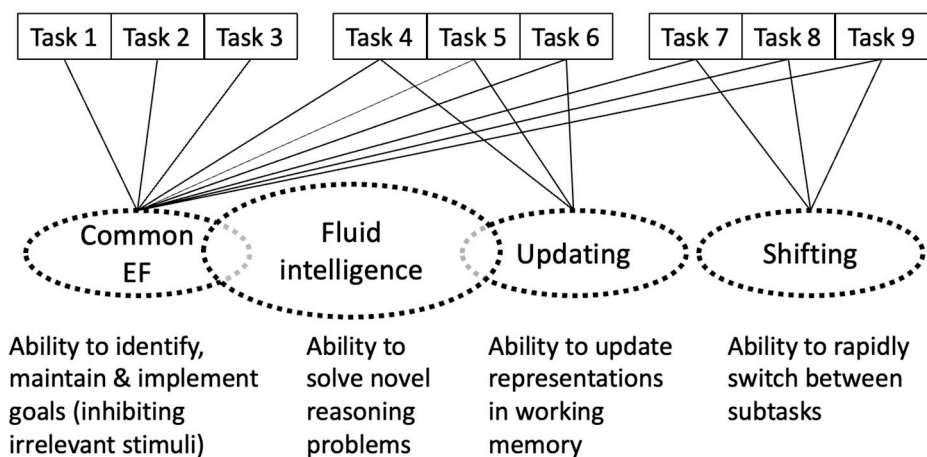 Task 1 Task 2 Task 3 Task 4 Task 5 Task 6 Task 7 Task 8 Task 9
Common
EF
Fluid
intelligence
Updating
Shifting
Ability to identify,
maintain & implement
goals (inhibiting
irrelevant stimuli)
Ability to
solve novel
reasoning
problems
Ability to update
representations
in working
memory
Ability to rapidly
switch between
subtasks